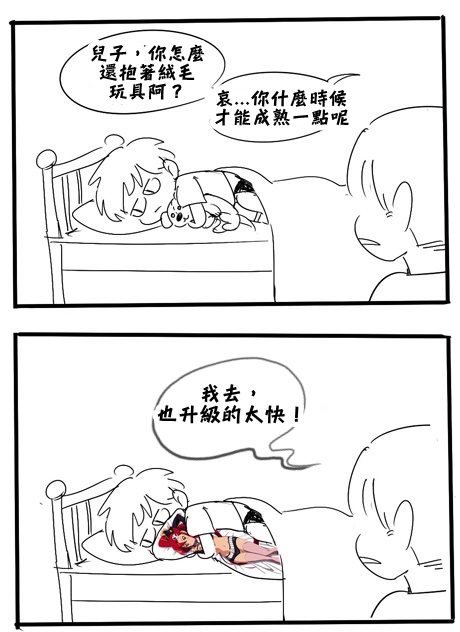 兒子，你怎麼
還抱著絨毛
玩具阿？
哀...你什麼時候
才能成熟一點呢
我去，
也升級的太快！